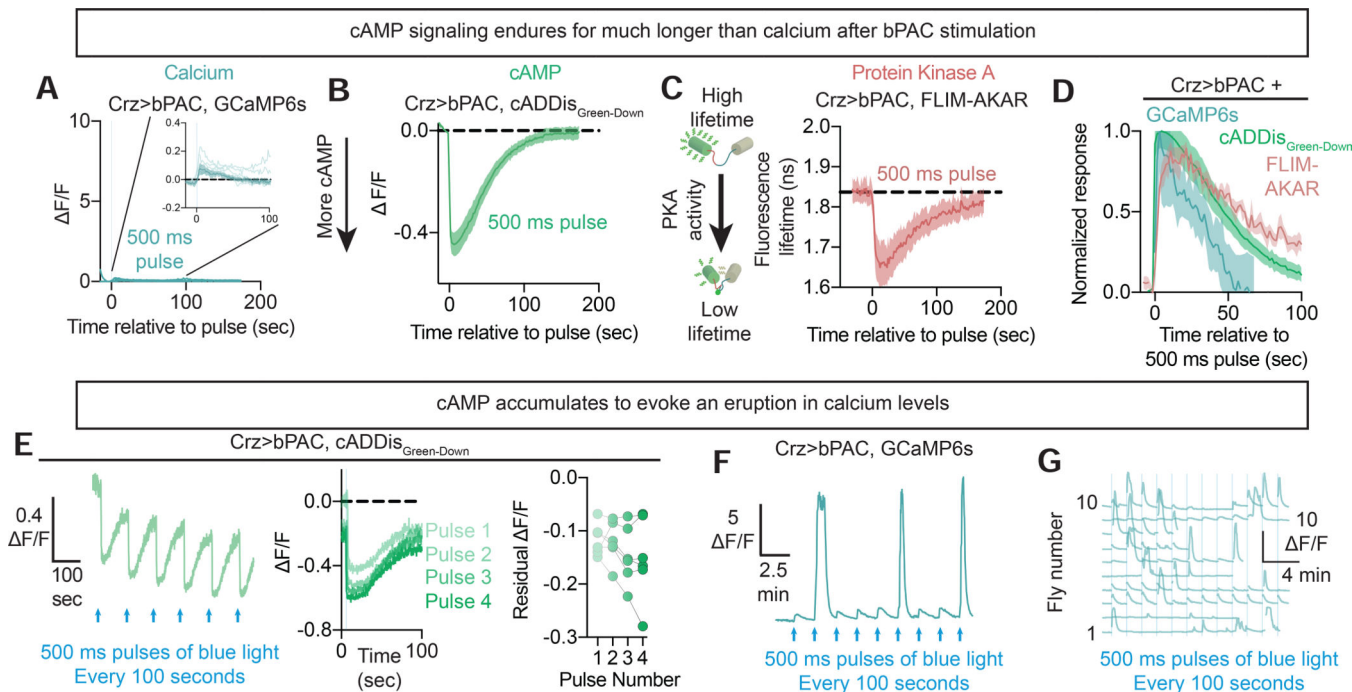 cAMP signaling endures for much longer than calcium after bPAC stimulation
A
Calcium
Crz>bPAC, GCaMP6s
ΔF/F
10
5
0
0.4
0.2
0.0
-0.2
0
100
500 ms
pulse
0
100
200
Time relative to pulse (sec)
B
cAMP
Crz>bPAC, cADDisGreen-Down
More cAMP
ΔF/F
0.0
-0.4
500 ms pulse
0
100
200
Time relative to pulse (sec)
C
Protein Kinase A
Crz>bPAC, FLIM-AKAR
High
lifetime
PKA
activity
Low
lifetime
Fluorescence
lifetime (ns)
2.0
1.9
1.8
1.7
1.6
500 ms pulse
0
100
200
Time relative to pulse (sec)
D
Crz>bPAC +
GCaMP6s
cADDisGreen-Down
FLIM-
AKAR
Normalized response
1.0
0.5
0
0
50
100
Time relative to
500 ms pulse (sec)
cAMP accumulates to evoke an eruption in calcium levels
E
Crz>bPAC, cADDisGreen-Down
0.4
ΔF/F
100
sec
500 ms pulses of blue light
Every 100 seconds
ΔF/F
0.0
-0.4
-0.8
Pulse 1
Pulse 2
Pulse 3
Pulse 4
0
100
Time
(sec)
Residual ΔF/F
-0.0
-0.1
-0.2
-0.3
1 2 3 4
Pulse Number
F
Crz>bPAC, GCaMP6s
5
ΔF/F
2.5
min
500 ms pulses of blue light
Every 100 seconds
G
Fly number
10
1
10
ΔF/F
4 min
500 ms pulses of blue light
Every 100 seconds